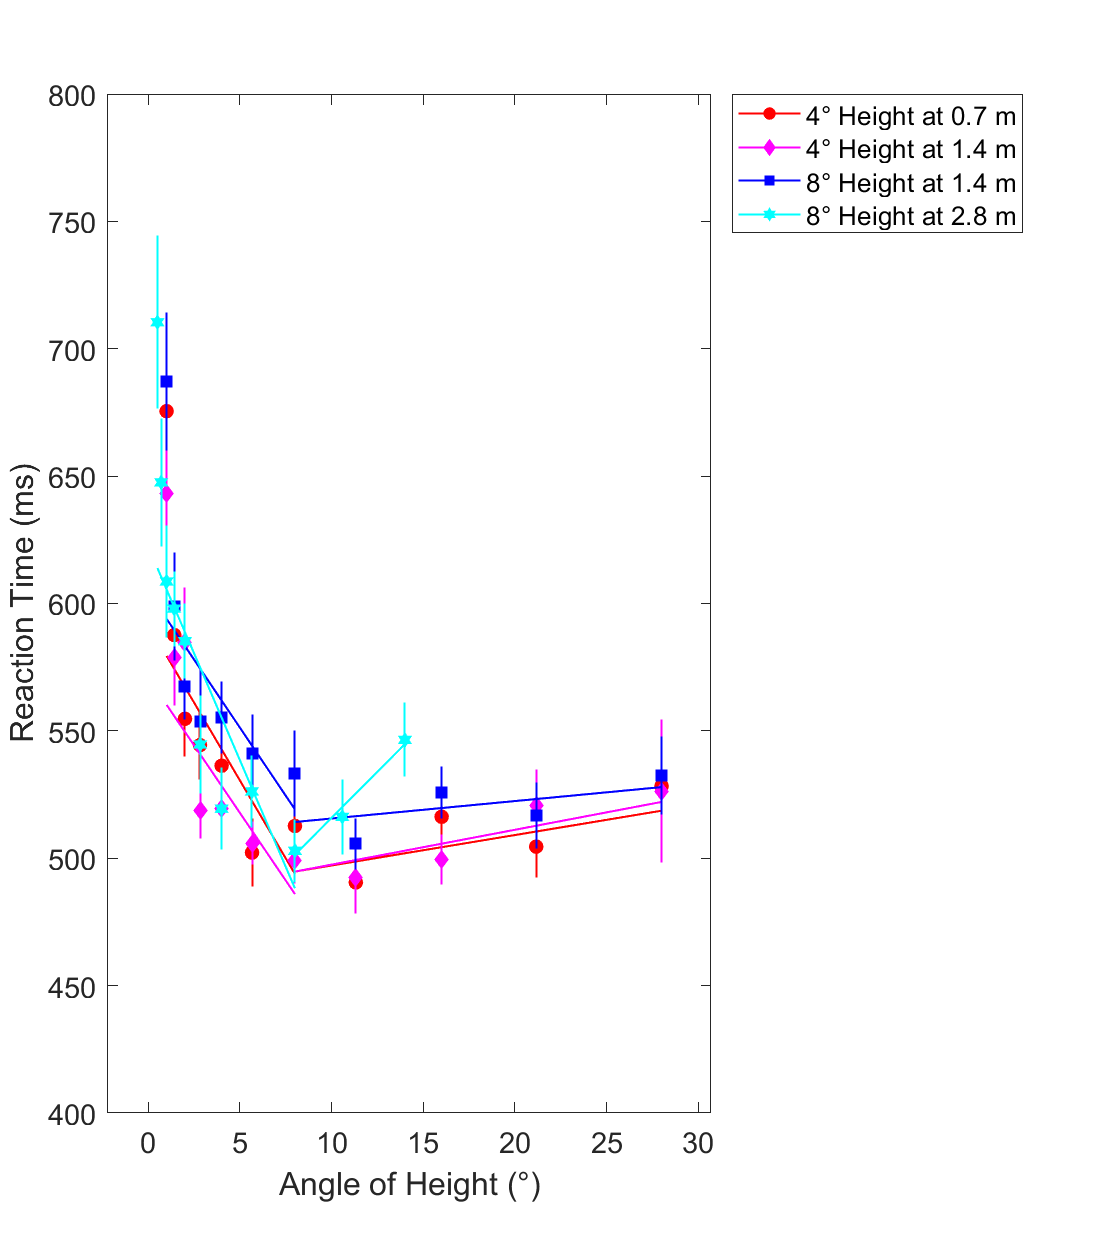 800
750
700
650
600
550
500
450
400
0 5 10 15 20 25 30
Reaction Time (ms)
Angle of Height (°)
4° Height at 0.7 m
4° Height at 1.4 m
8° Height at 1.4 m
8° Height at 2.8 m